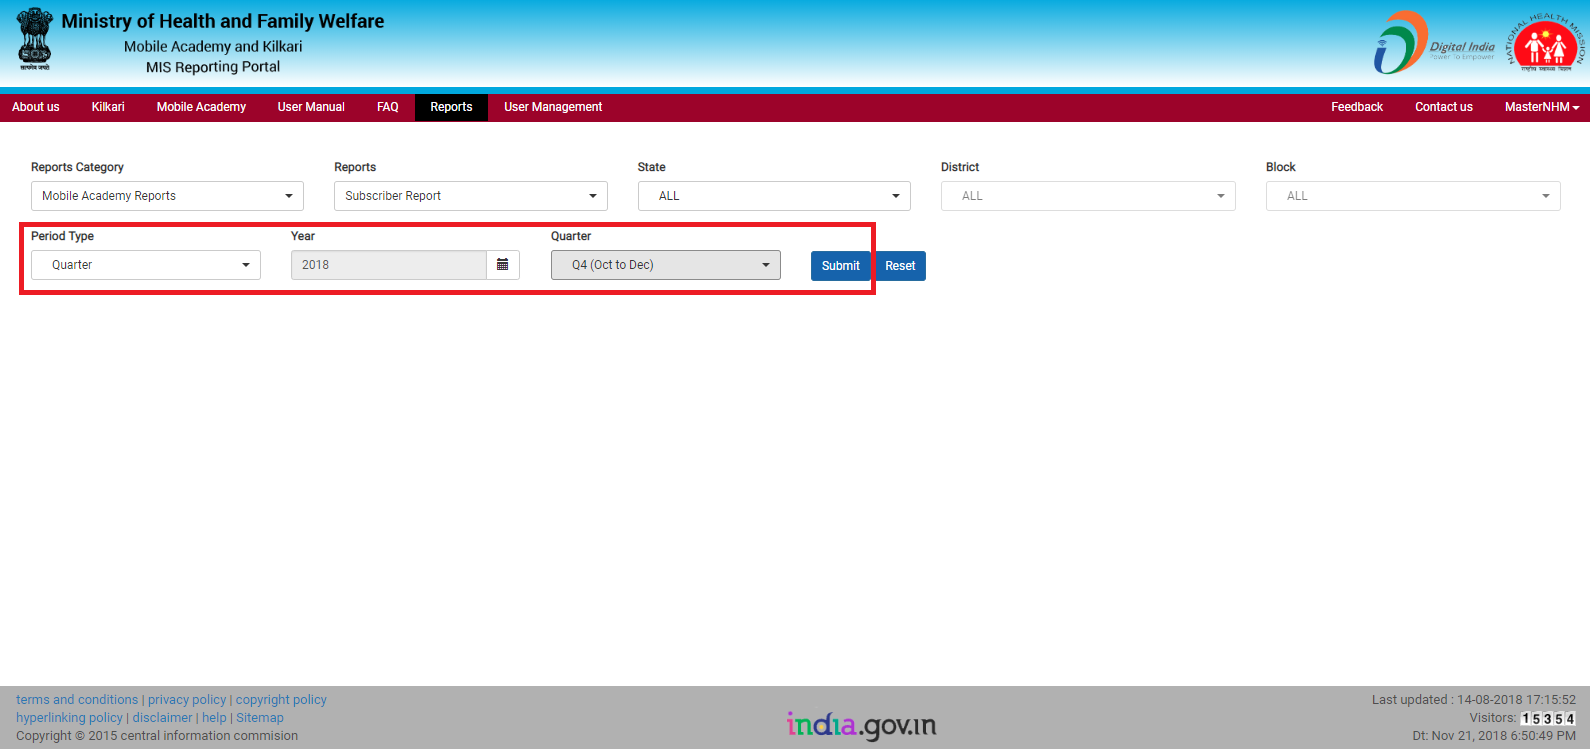 Ministry of Health and Family Welfare
Mobile Academy and Kilkari
MIS Reporting Portal
सत्यमेव जयते
Digital India
Power To Empower
NATIONAL HEALTH MISSION
राष्ट्रीय स्वास्थ्य मिशन
About us Kilkari Mobile Academy User Manual FAQ Reports User Management Feedback Contact us MasterNHM
Reports Category Reports State District Block
Mobile Academy Reports Subscriber Report ALL ALL ALL
Period Type Year Quarter
Quarter 2018 Q4 (Oct to Dec) Submit Reset
terms and conditions | privacy policy | copyright policy
hyperlinking policy | disclaimer | help | Sitemap
Copyright © 2015 central information commision
india.gov.in
Last updated : 14-08-2018 17:15:52
Visitors: 15354
Dt: Nov 21, 2018 6:50:49 PM